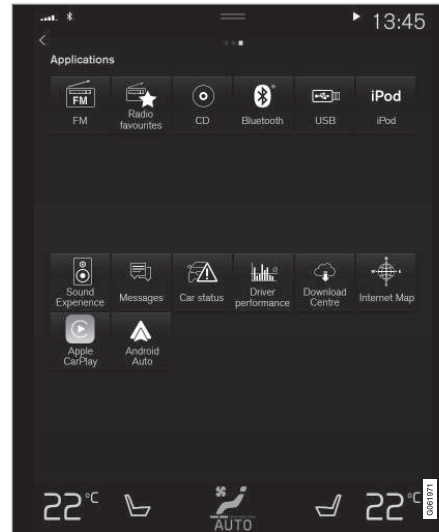 13:45
Applications
FM
iPod
FM
Radio
favourites
CD
Bluetooth
USB
iPod
Sound
Experience
Messages
Car status
Driver
performance
Download
Centre
Internet Map
Apple
CarPlay
Android
Auto
22°C
AUTO
22°C
G061971